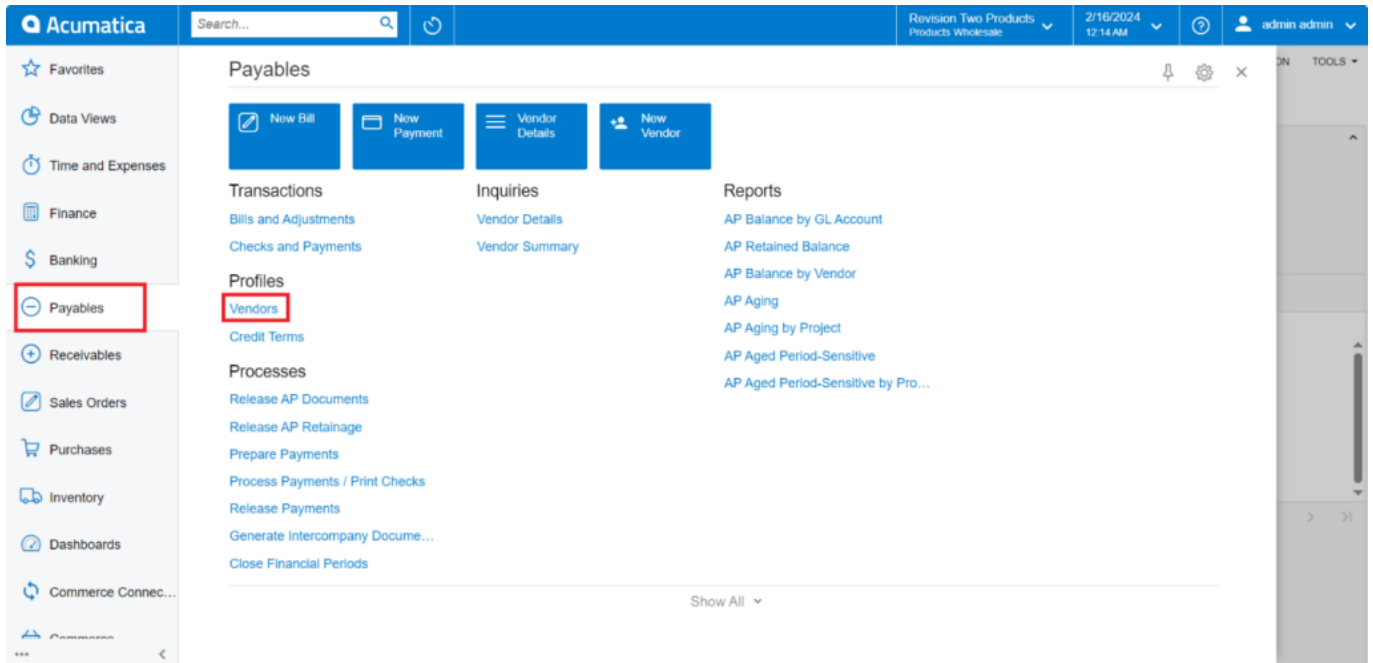 Acumatica
Search...
Revision Two Products
Products Wholesale
2/16/2024
12:14 AM
admin admin
Favorites
Data Views
Time and Expenses
Finance
Banking
Payables
Receivables
Sales Orders
Purchases
Inventory
Dashboards
Commerce Connec...
Payables
TOOLS
New Bill
New
Payment
Vendor
Details
New
Vendor
Transactions
Bills and Adjustments
Checks and Payments
Profiles
Vendors
Credit Terms
Processes
Release AP Documents
Release AP Retainage
Prepare Payments
Process Payments / Print Checks
Release Payments
Generate Intercompany Docume...
Close Financial Periods
Inquiries
Vendor Details
Vendor Summary
Reports
AP Balance by GL Account
AP Retained Balance
AP Balance by Vendor
AP Aging
AP Aging by Project
AP Aged Period-Sensitive
AP Aged Period-Sensitive by Pro...
Show All